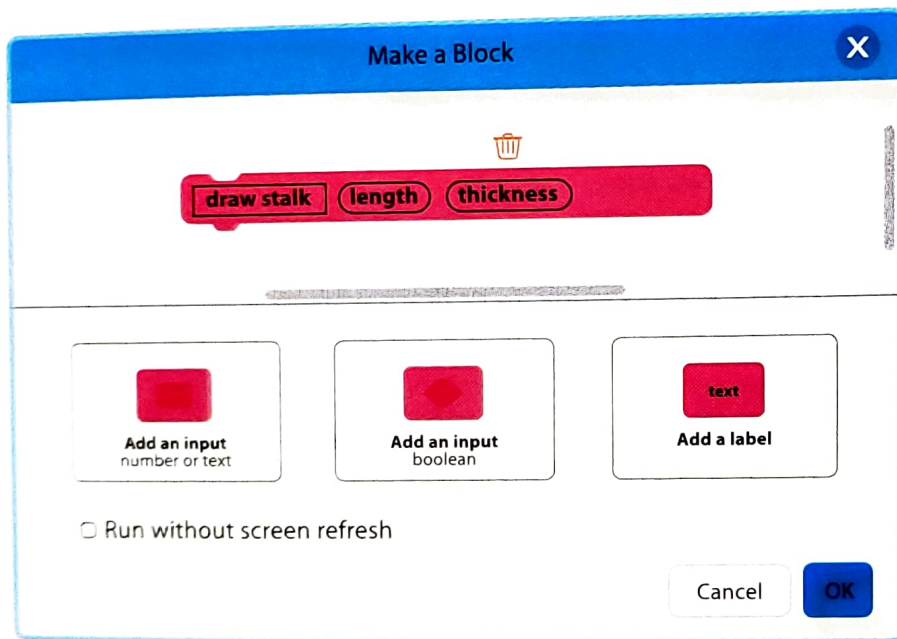 Make a Block
X
draw stalk length thickness
text
Add an input
number or text
Add an input
boolean
Add a label
Run without screen refresh
Cancel
OK